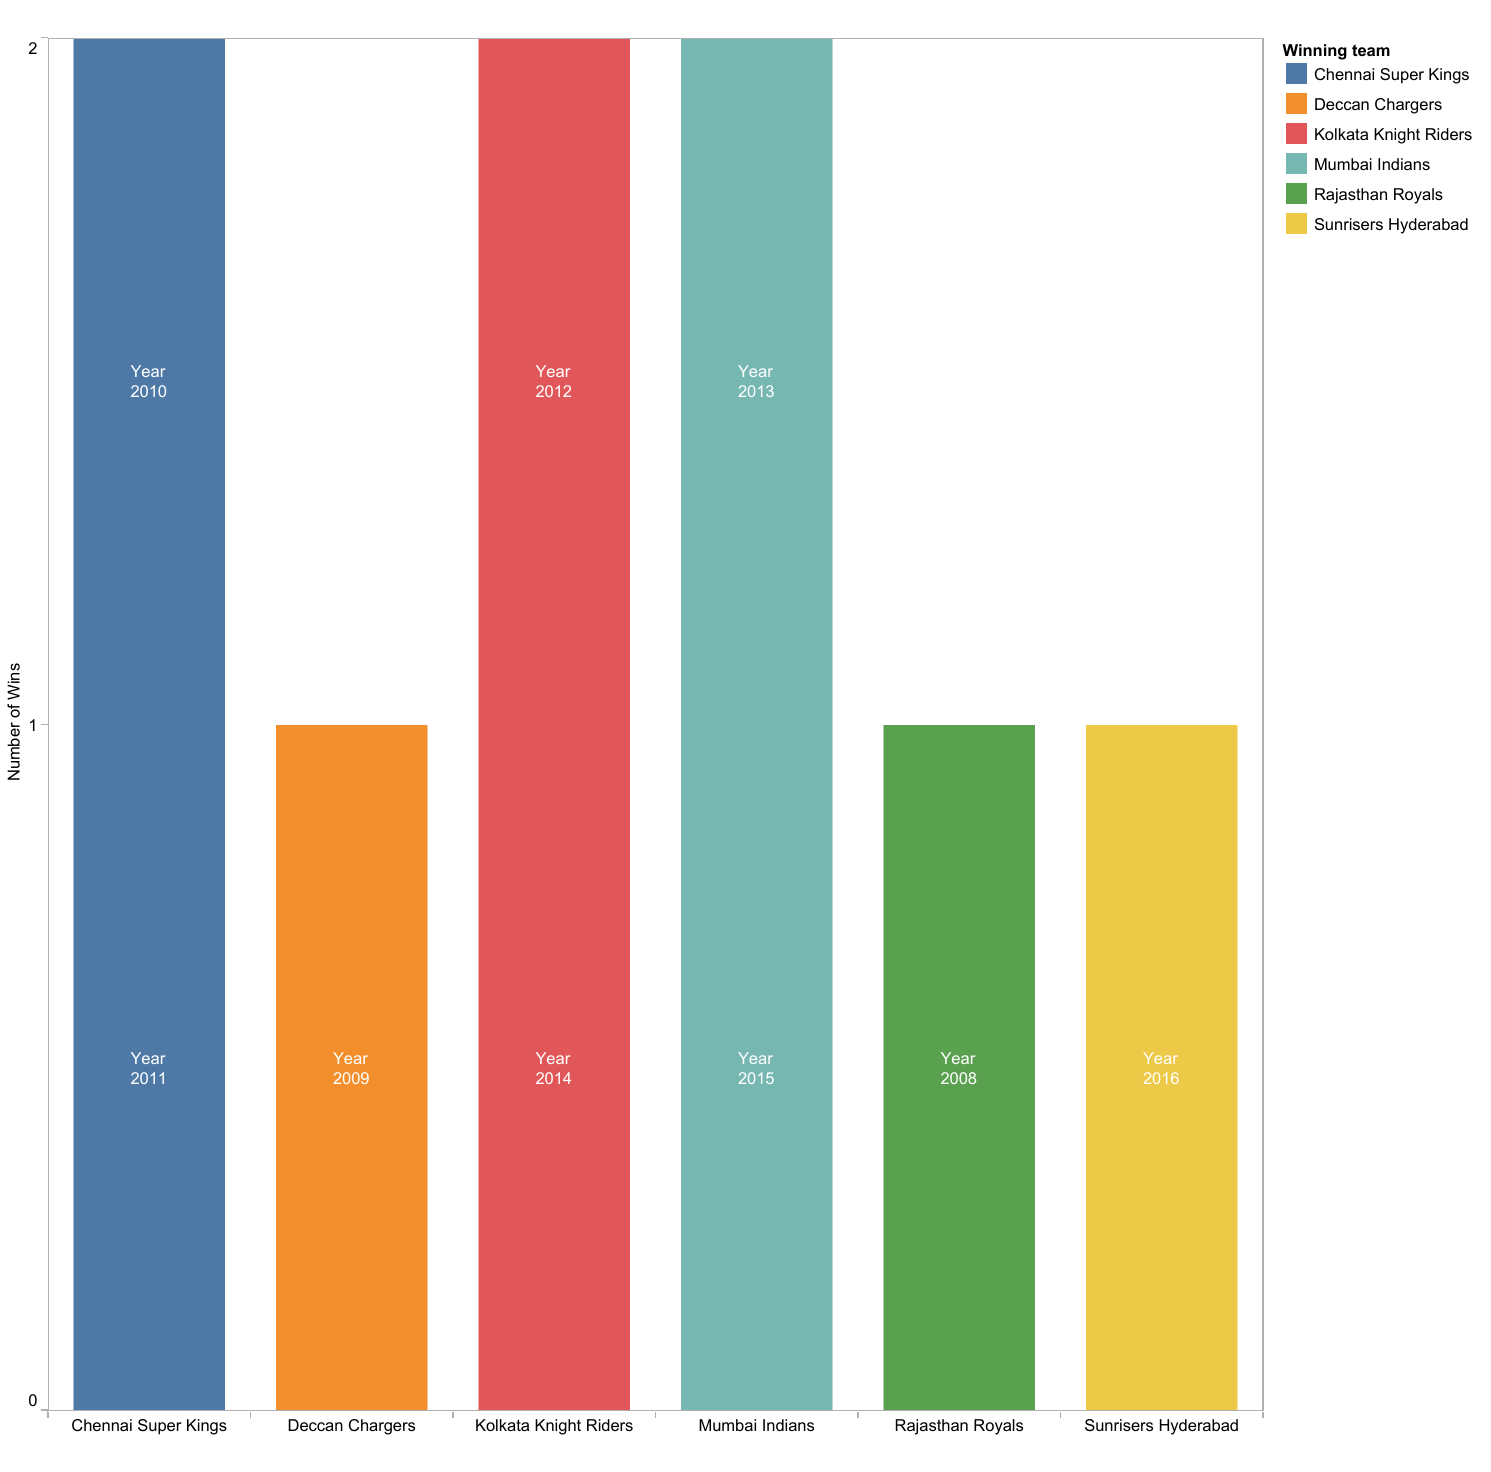 2
1
0
Number of Wins
Year
2010
Year
2012
Year
2013
Year
2011
Year
2009
Year
2014
Year
2015
Year
2008
Year
2016
Chennai Super Kings
Deccan Chargers
Kolkata Knight Riders
Mumbai Indians
Rajasthan Royals
Sunrisers Hyderabad
Winning team
Chennai Super Kings
Deccan Chargers
Kolkata Knight Riders
Mumbai Indians
Rajasthan Royals
Sunrisers Hyderabad